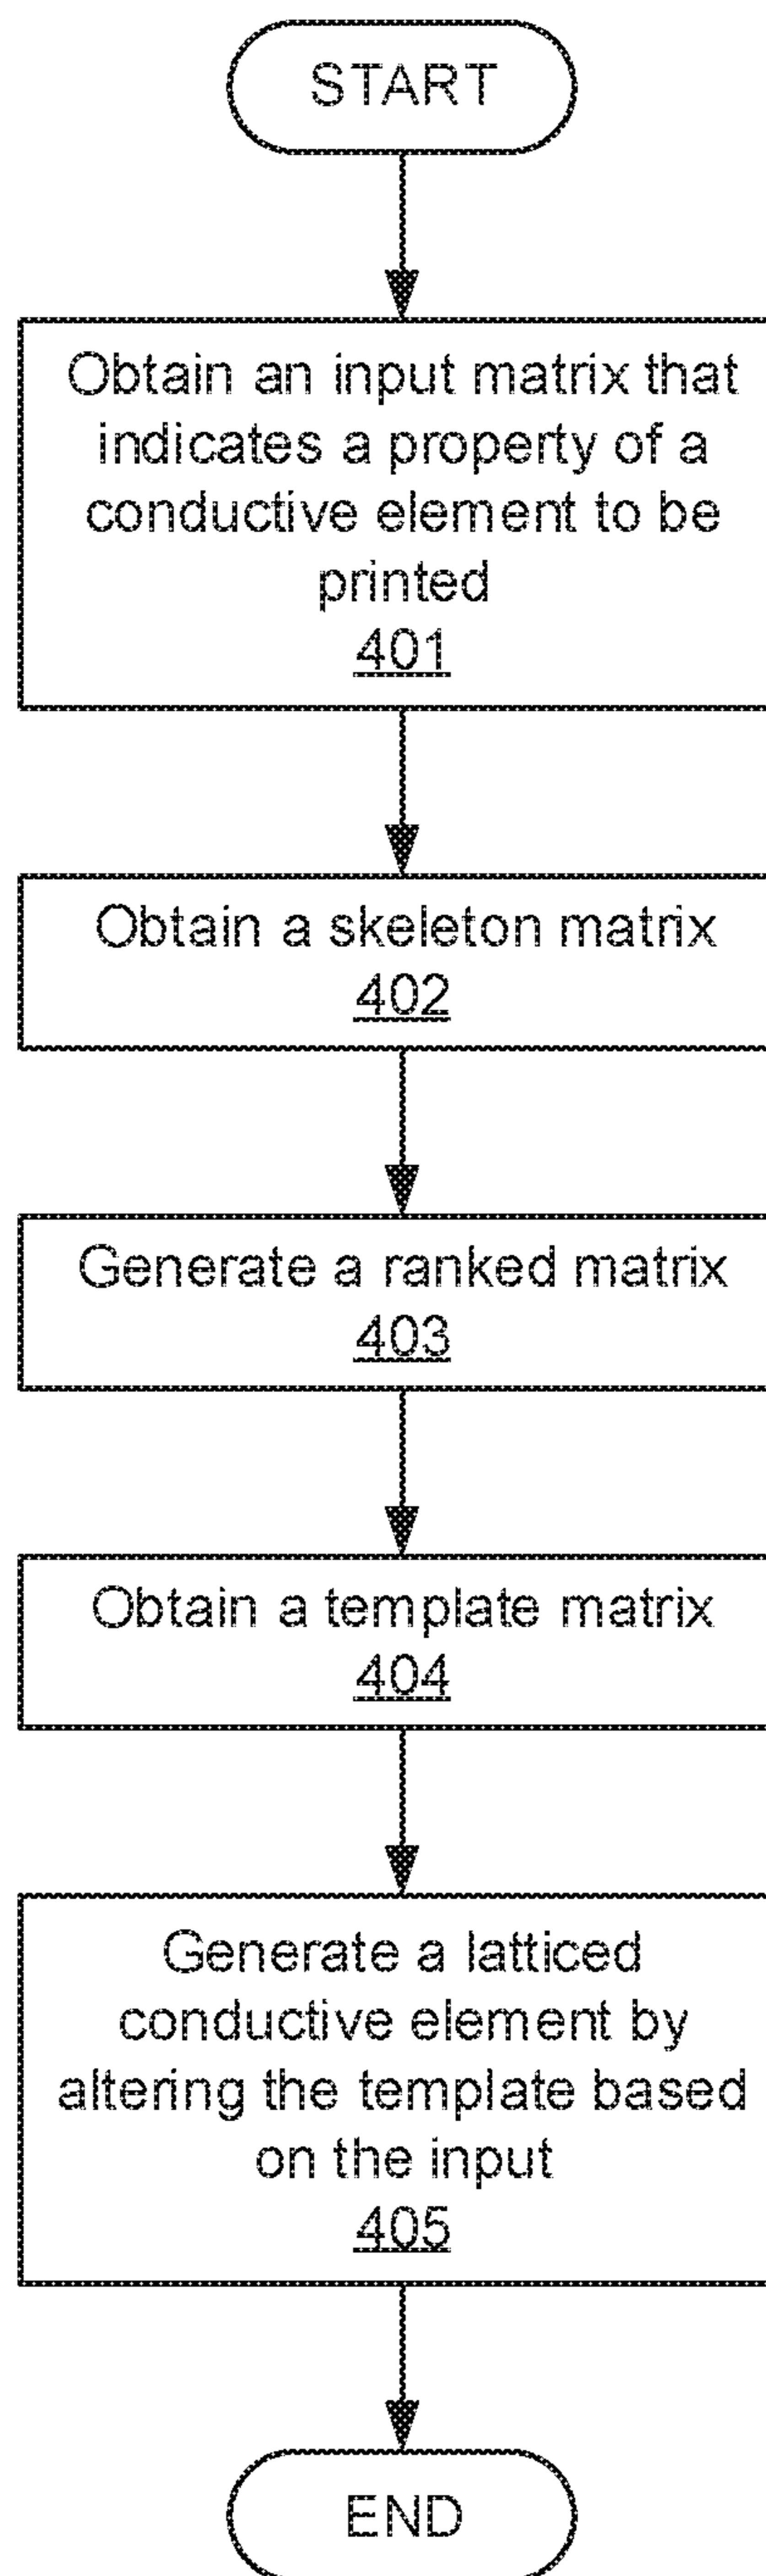 START
Obtain an input matrix that
indicates a property of a
conductive element to be
printed
401
Obtain a skeleton matrix
402
Generate a ranked matrix
403
Obtain a template matrix
404
Generate a latticed
conductive element by
altering the template based
on the input
405
END